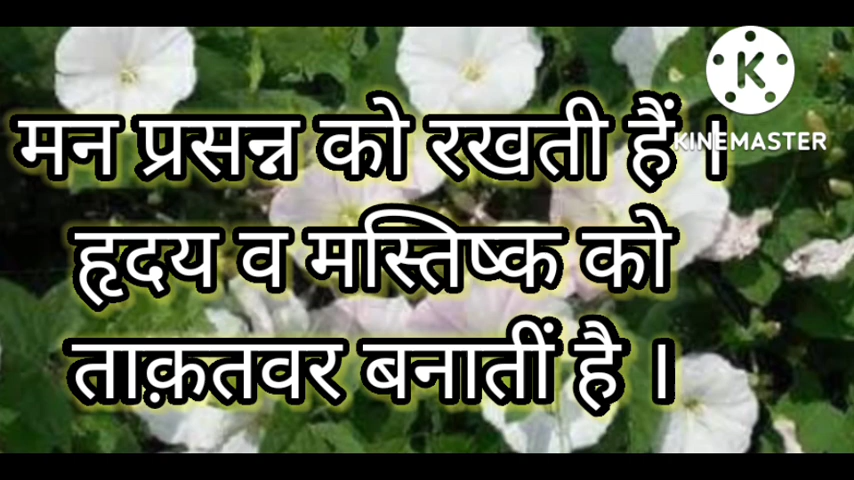 मन प्रसन्न को रखती हैं ।
हृदय व मस्तिष्क को
ताक़तवर बनातीं है ।
K
KINEMASTER